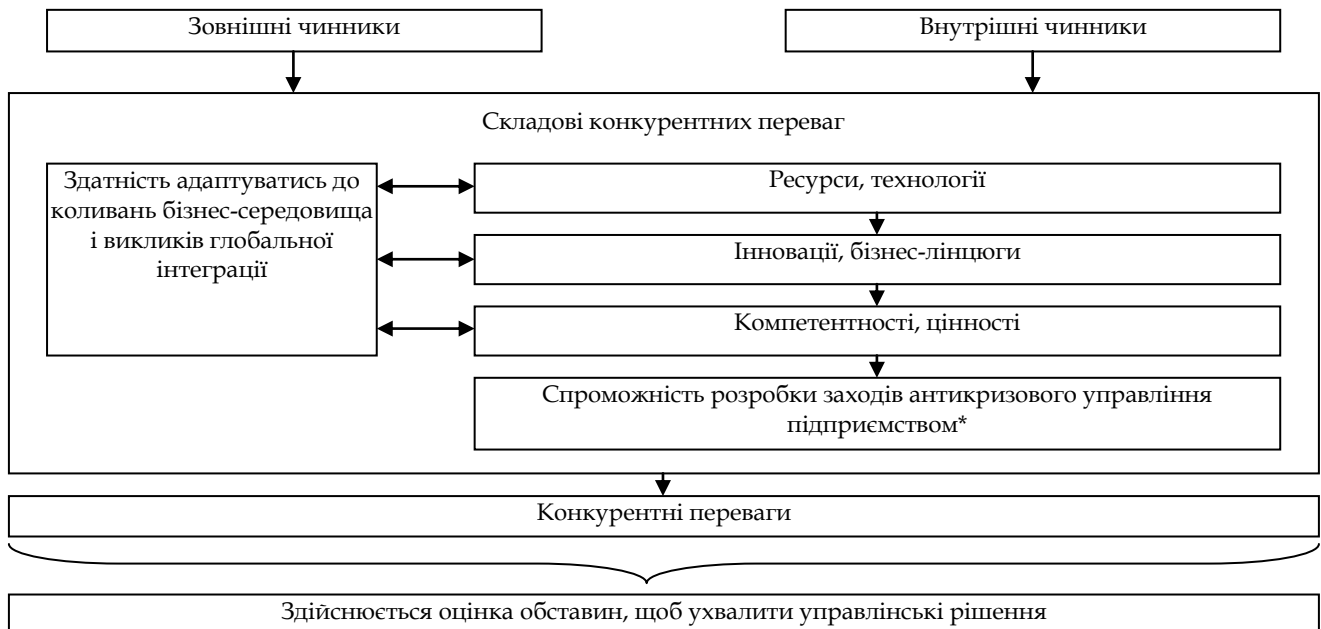 Зовнішні чинники
Внутрішні чинники
Складові конкурентних переваг
Здатність адаптуватись до
коливань бізнес-середовища
і викликів глобальної
інтеграції
Ресурси, технології
Інновації, бізнес-лінцюги
Компетентності, цінності
Спроможність розробки заходів антикризового управління
підприємством*
Конкурентні переваги
Здійснюється оцінка обставин, щоб ухвалити управлінські рішення